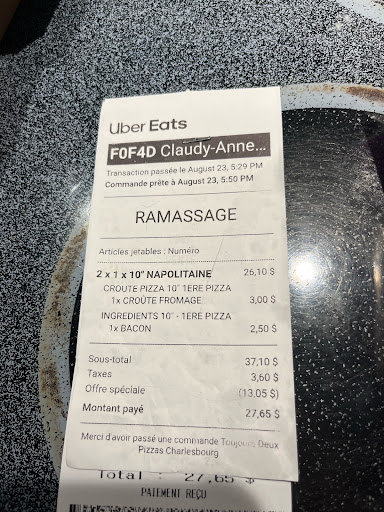 Uber Eats
F0F4D Claudy-Anne...
Transaction passée le August 23, 5:29 PM
Commande prête à August 23, 5:50 PM
RAMASSAGE
Articles jetables : Numéro
2 x 1 x 10" NAPOLITAINE 26,10 $
CROUTE PIZZA 10" 1ERE PIZZA
1x CROÛTE FROMAGE 3,00 $
INGREDIENTS 10" - 1ERE PIZZA
1x BACON 2,50 $
Sous-total 37,10 $
Taxes 3,60 $
Offre spéciale (13,05 $)
Montant payé 27,65 $
Merci d'avoir passé une commande Toujours Deux
Pizzas Charlesbourg
Total : 27,65 $
PAIEMENT REÇU